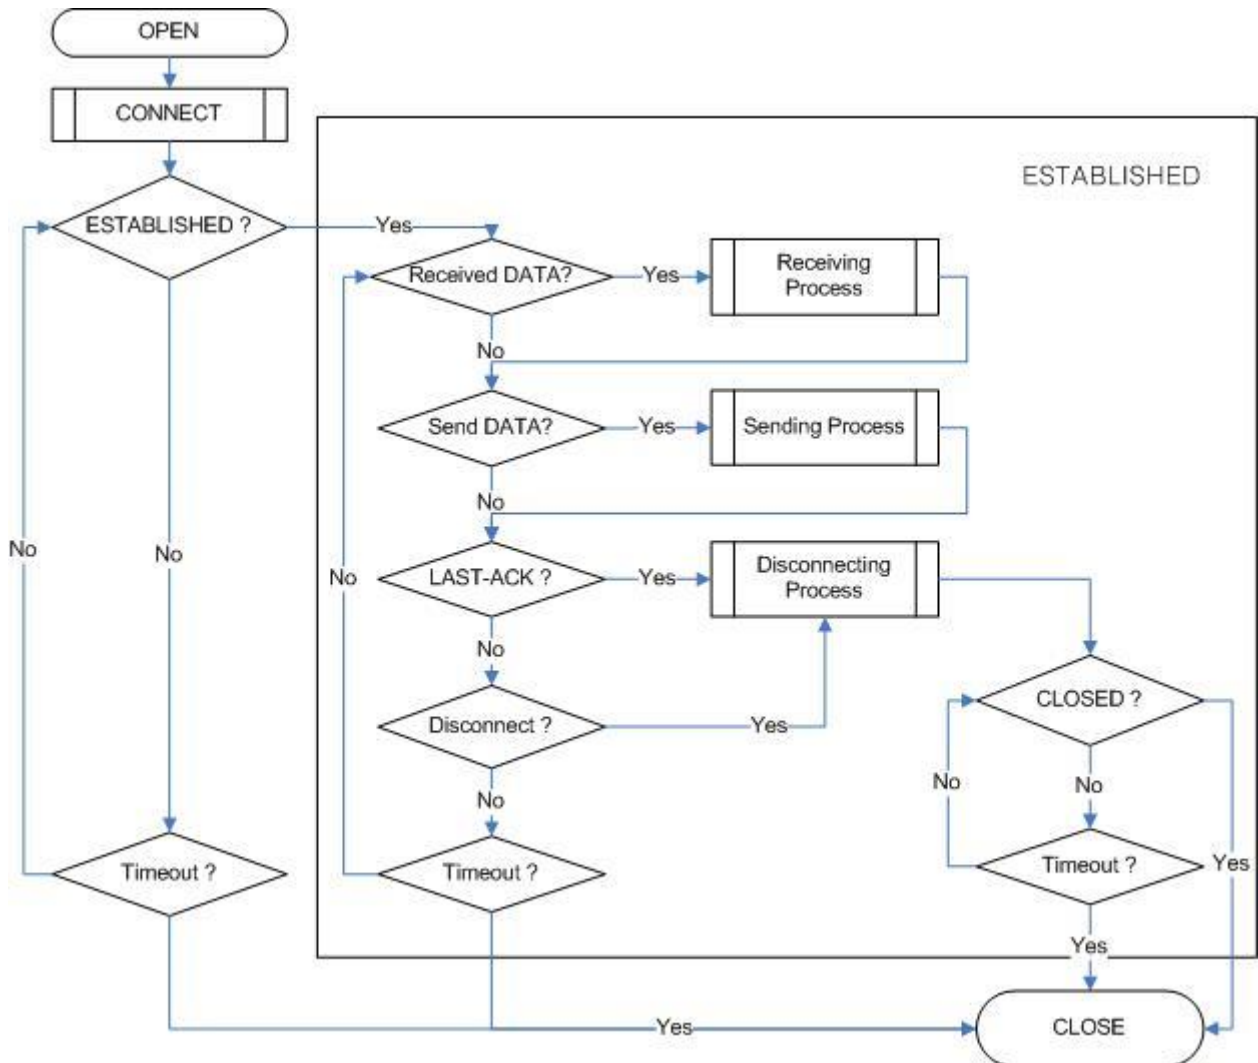 OPEN
CONNECT
ESTABLISHED
ESTABLISHED ?
Yes
Received DATA?
Yes
Receiving
Process
No
Send DATA?
Yes
Sending Process
No
No
No
No
LAST-ACK ?
Yes
Disconnecting
Process
No
Disconnect ?
Yes
CLOSED ?
No
No
No
Timeout ?
Timeout ?
Timeout ?
Yes
Yes
Yes
CLOSE